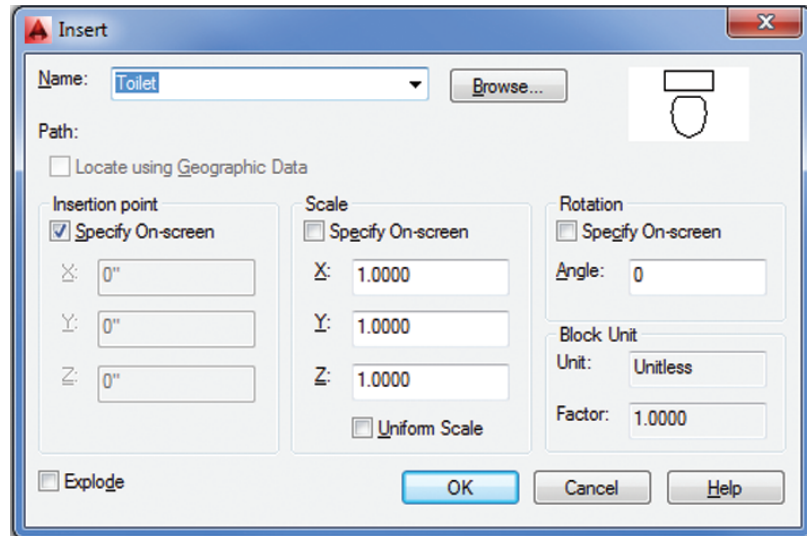 Insert
Name: Toilet Browse...
Path:
Locate using Geographic Data
Insertion point
Specify On-screen
X: 0"
Y: 0"
Z: 0"
Scale
Specify On-screen
X: 1.0000
Y: 1.0000
Z: 1.0000
Uniform Scale
Rotation
Specify On-screen
Angle: 0
Block Unit
Unit: Unitless
Factor: 1.0000
Explode
OK Cancel Help